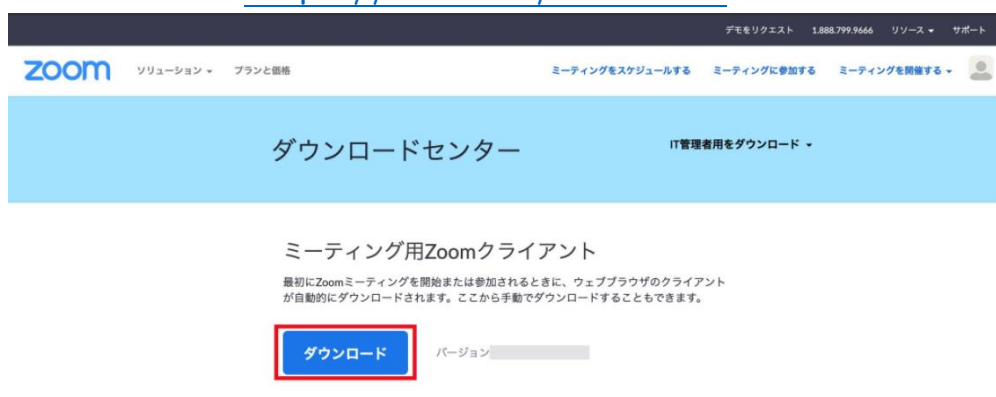 デモをリクエスト 1.888.799.9666 リソース サポート
zoom ソリューション プランと価格 ミーティングをスケジュールする ミーティングに参加する ミーティングを開催する
ダウンロードセンター IT管理者用をダウンロード
ミーティング用Zoomクライアント
最初にZoomミーティングを開始または参加されるときに、ウェブブラウザのクライアント
が自動的にダウンロードされます。ここから手動でダウンロードすることもできます。
ダウンロード バージョン